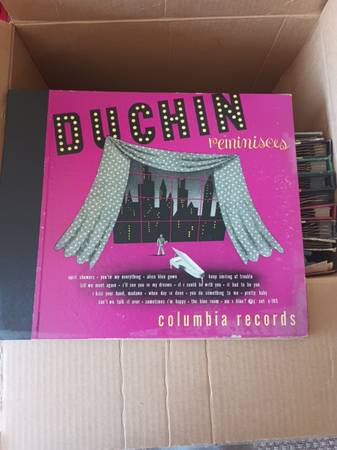 DUCHIN
reminisces
april showers • you're my everything • alice blue gown • keep smiling at trouble
till we meet again • i'll see you in my dreams • if i could be with you • it had to be you
i kiss your hand, madame • when day is done • you do something to me • pretty baby
can't we talk it over • sometimes i'm happy • the blue room • am i blue? set c-105
columbia records